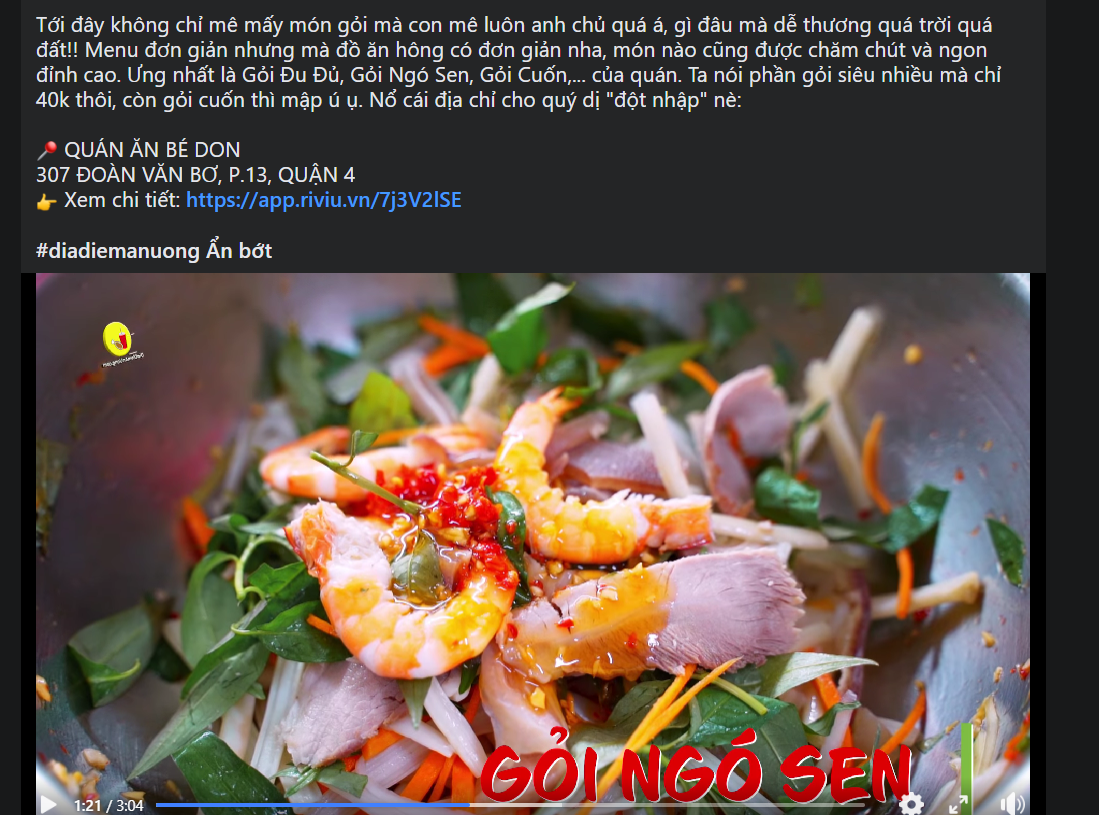 Tới đây không chỉ mê mấy món gỏi mà con mê luôn anh chủ quá á, gì đâu mà dễ thương quá trời quá
đất!! Menu đơn giản nhưng mà đồ ăn hông có đơn giản nha, món nào cũng được chăm chút và ngon
đỉnh cao. Ưng nhất là Gỏi Đu Đủ, Gỏi Ngó Sen, Gỏi Cuốn,... của quán. Ta nói phần gỏi siêu nhiều mà chỉ
40k thôi, còn gỏi cuốn thì mập ú ụ. Nổ cái địa chỉ cho quý dị "đột nhập" nè:
📍 QUÁN ĂN BÉ DON
307 ĐOÀN VĂN BƠ, P.13, QUẬN 4
👉 Xem chi tiết: https://app.riviu.vn/7j3V2lSE
#diadiemanuong Ẩn bớt
GỎI NGÓ SEN
1:21 / 3:04